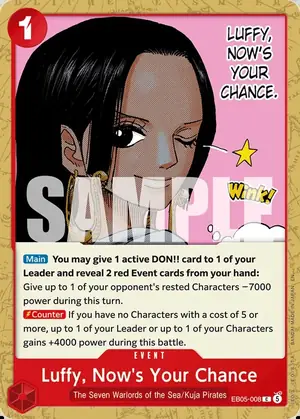 1
LUFFY,
NOW'S
YOUR
CHANCE.
Wink!
SAMPLE
Main You may give 1 active DON!! card to 1 of your
Leader and reveal 2 red Event cards from your hand:
Give up to 1 of your opponent's rested Characters −7000
power during this turn.
Counter If you have no Characters with a cost of 5 or
more, up to 1 of your Leader or up to 1 of your Characters
gains +4000 power during this battle.
EVENT
Luffy, Now's Your Chance
The Seven Warlords of the Sea/Kuja Pirates
EB05-008 C